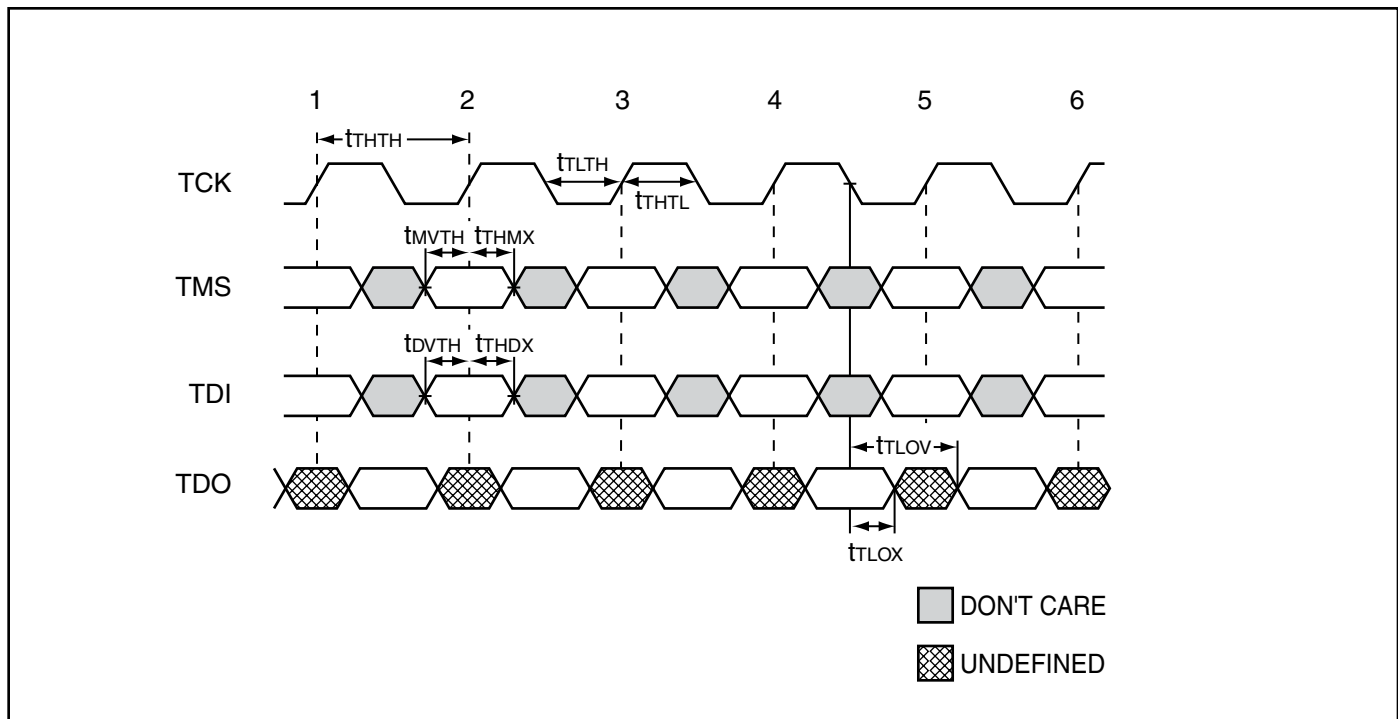 1 2 3 4 5 6
tTHTH
tTLTH
TCK
tTHTL
tMVTH tTHMX
TMS
tDVTH tTHDX
TDI
tTLOV
TDO
tTLOX
DON'T CARE
UNDEFINED